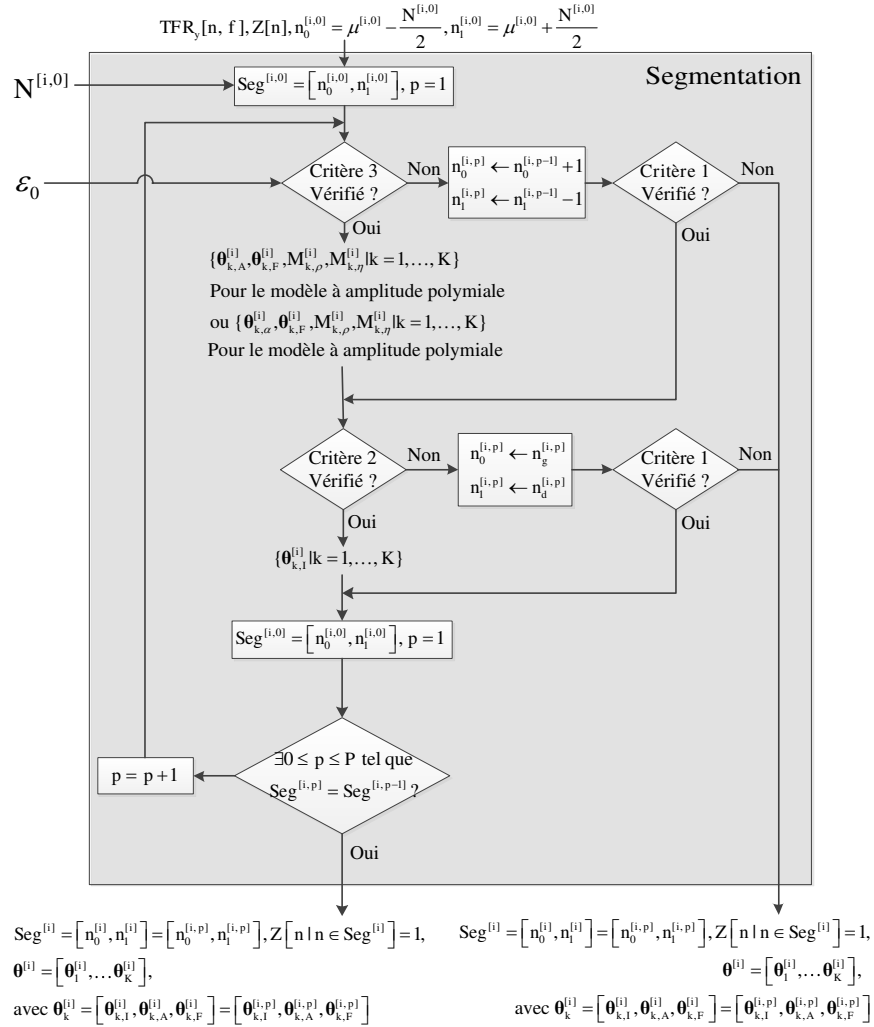 TFR_y[n, f], Z[n], n_0^{[i,0]} = μ^{[i,0]} − N^{[i,0]}/2, n_1^{[i,0]} = μ^{[i,0]} + N^{[i,0]}/2
Segmentation
N^{[i,0]}
Seg^{[i,0]} = [n_0^{[i,0]}, n_1^{[i,0]}], p = 1
ε_0
Critère 3
Vérifié ?
Non
n_0^{[i,p]} ← n_0^{[i,p-1]} + 1
n_1^{[i,p]} ← n_1^{[i,p-1]} − 1
Critère 1
Vérifié ?
Non
Oui
Oui
{θ_{k,A}^{[i]}, θ_{k,F}^{[i]}, M_{k,ρ}^{[i]}, M_{k,η}^{[i]} | k = 1,…, K}
Pour le modèle à amplitude polymiale
ou {θ_{k,α}^{[i]}, θ_{k,F}^{[i]}, M_{k,ρ}^{[i]}, M_{k,η}^{[i]} | k = 1,…, K}
Pour le modèle à amplitude polymiale
Critère 2
Vérifié ?
Non
n_0^{[i,p]} ← n_g^{[i,p]}
n_1^{[i,p]} ← n_d^{[i,p]}
Critère 1
Vérifié ?
Non
Oui
Oui
{θ_{k,I}^{[i]} | k = 1,…, K}
Seg^{[i,0]} = [n_0^{[i,0]}, n_1^{[i,0]}], p = 1
∃0 ≤ p ≤ P tel que
Seg^{[i,p]} = Seg^{[i,p-1]} ?
p = p+1
Oui
Seg^{[i]} = [n_0^{[i]}, n_1^{[i]}] = [n_0^{[i,p]}, n_1^{[i,p]}], Z[n | n ∈ Seg^{[i]}] = 1,
θ^{[i]} = [θ_1^{[i]},… θ_K^{[i]}],
avec θ_k^{[i]} = [θ_{k,I}^{[i]}, θ_{k,A}^{[i]}, θ_{k,F}^{[i]}] = [θ_{k,I}^{[i,p]}, θ_{k,A}^{[i,p]}, θ_{k,F}^{[i,p]}]
Seg^{[i]} = [n_0^{[i]}, n_1^{[i]}] = [n_0^{[i,p]}, n_1^{[i,p]}], Z[n | n ∈ Seg^{[i]}] = 1,
θ^{[i]} = [θ_1^{[i]},… θ_K^{[i]}],
avec θ_k^{[i]} = [θ_{k,I}^{[i]}, θ_{k,A}^{[i]}, θ_{k,F}^{[i]}] = [θ_{k,I}^{[i,p]}, θ_{k,A}^{[i,p]}, θ_{k,F}^{[i,p]}]